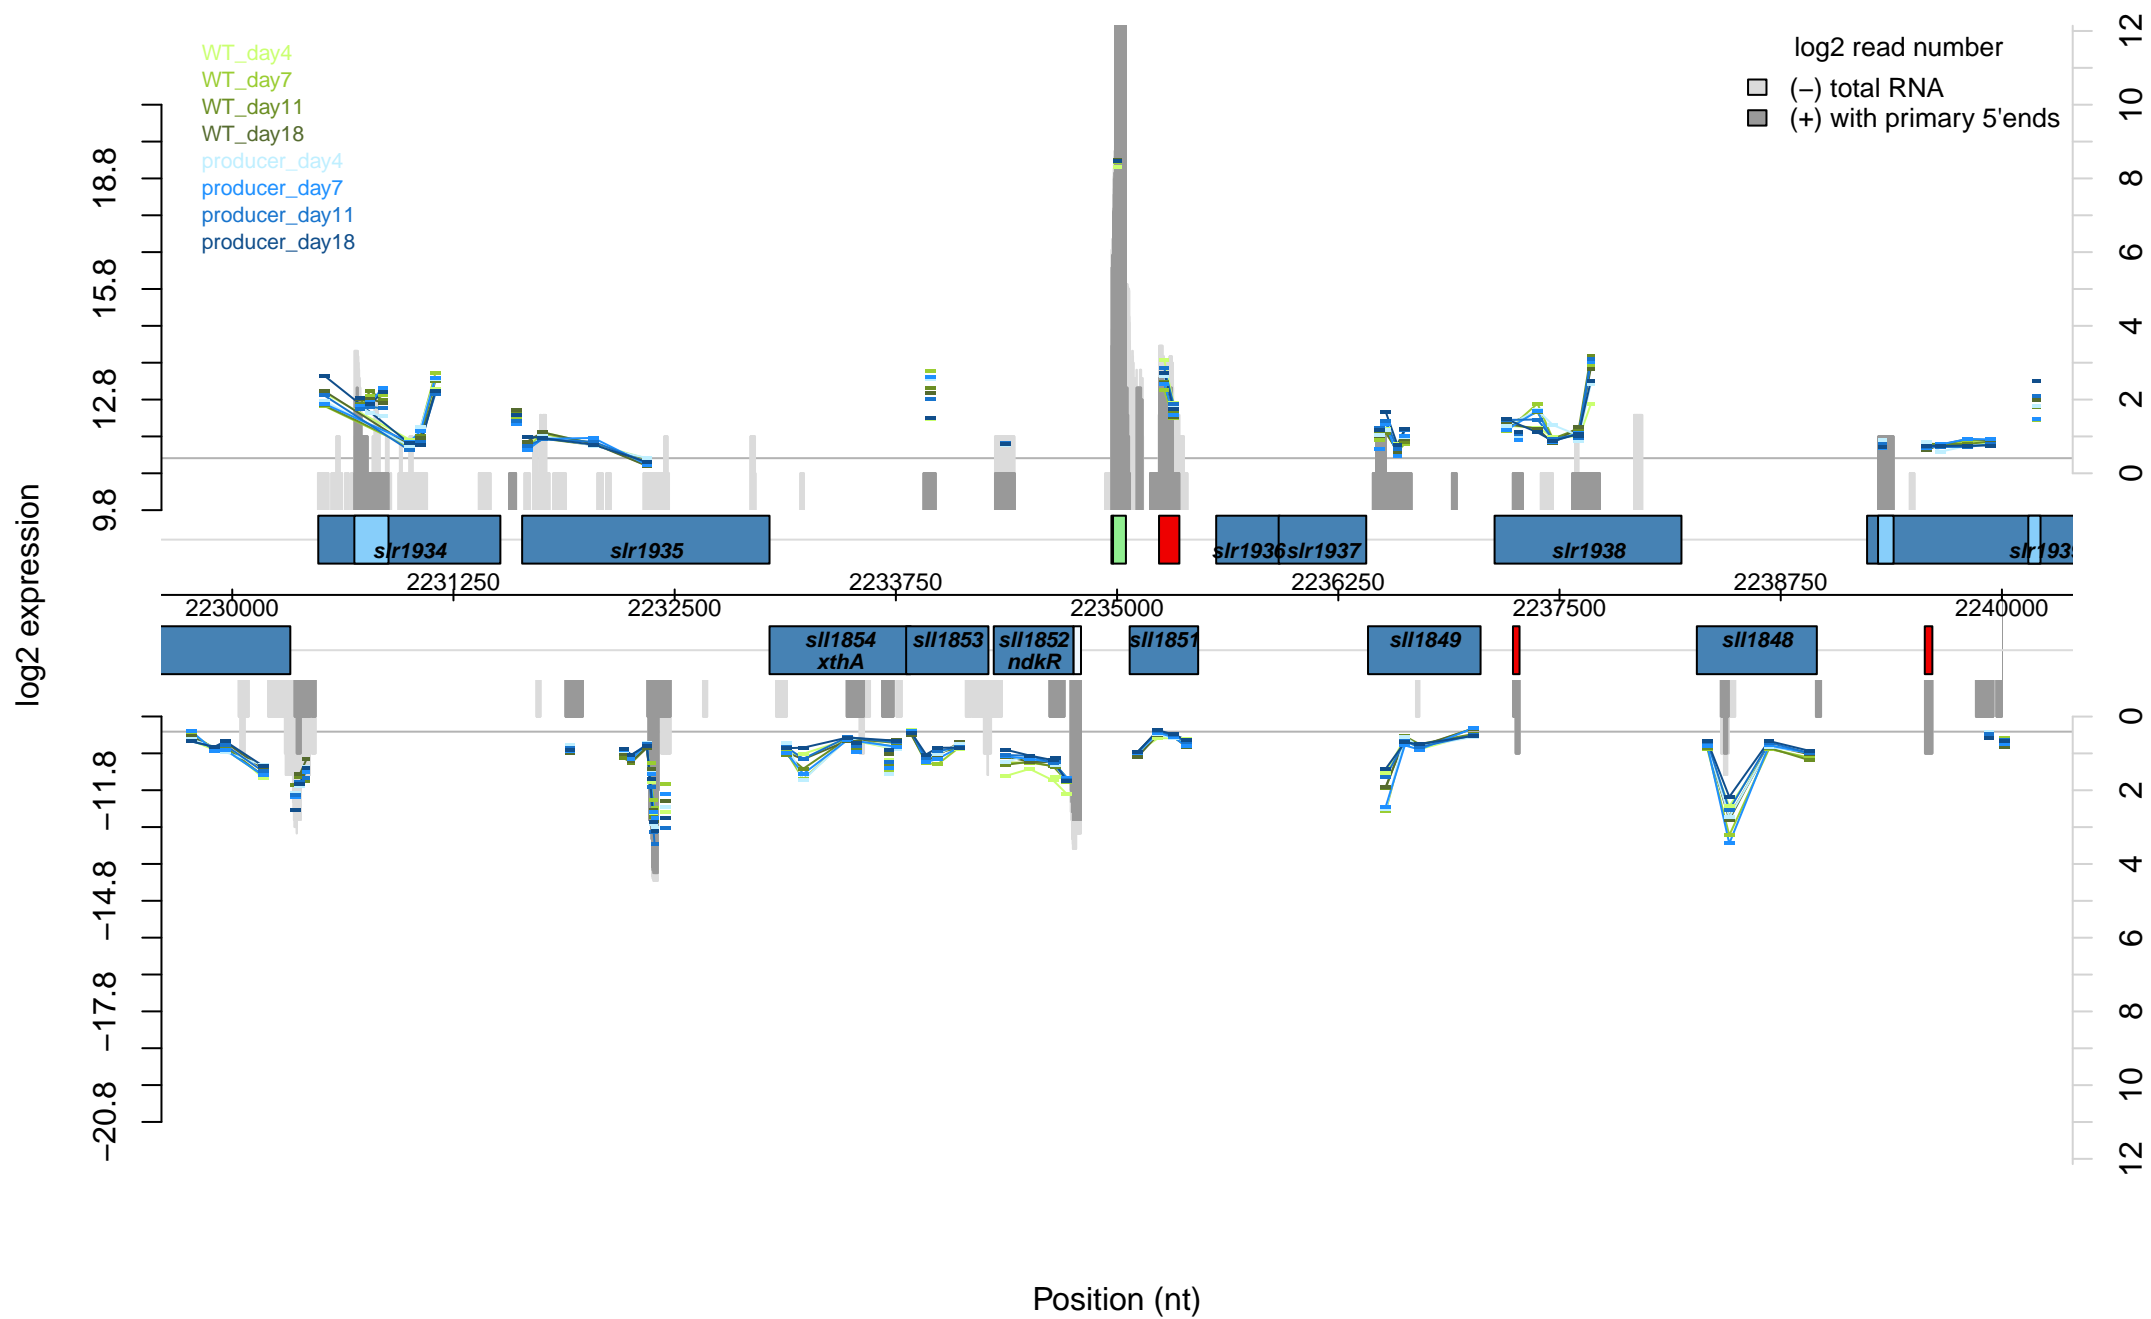 WT_day4
WT_day7
WT_day11
WT_day18
producer_day4
producer_day7
producer_day11
producer_day18
log2 read number
(−) total RNA
(+) with primary 5'ends
log2 expression
18.8
15.8
12.8
9.8
12
10
8
6
4
2
0
slr1934
slr1935
slr1936
slr1937
slr1938
slr1939
2231250
2233750
2236250
2238750
2230000
2232500
2235000
2237500
2240000
sll1854
xthA
sll1853
sll1852
ndkR
sll1851
sll1849
sll1848
−11.8
−14.8
−17.8
−20.8
0
2
4
6
8
10
12
Position (nt)